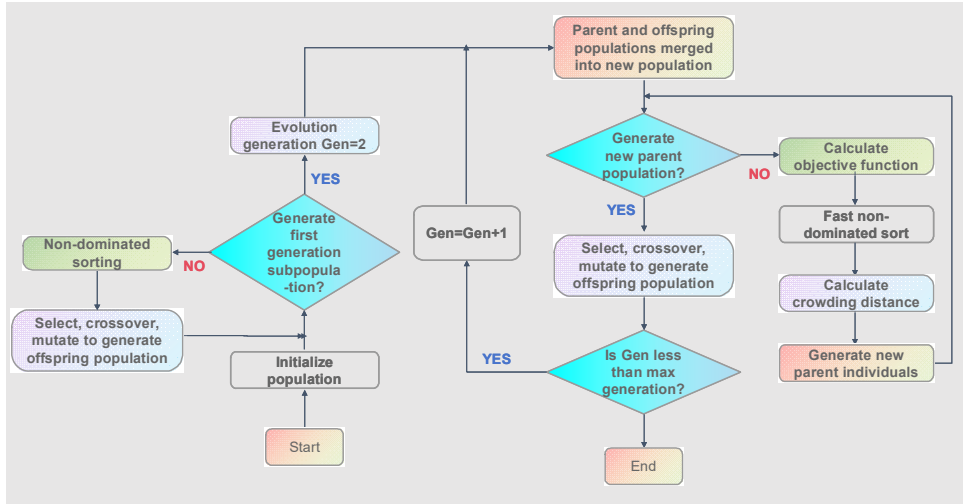 Parent and offspring
populations merged
into new population
Evolution
generation Gen=2
YES
Generate
first
generation
subpopula
-tion?
NO
Non-dominated
sorting
Select, crossover,
mutate to generate
offspring population
Initialize
population
Start
Gen=Gen+1
YES
Generate
new parent
population?
NO
YES
Calculate
objective function
Fast non-
dominated sort
Calculate
crowding distance
Generate new
parent individuals
Select, crossover,
mutate to generate
offspring population
Is Gen less
than max
generation?
End